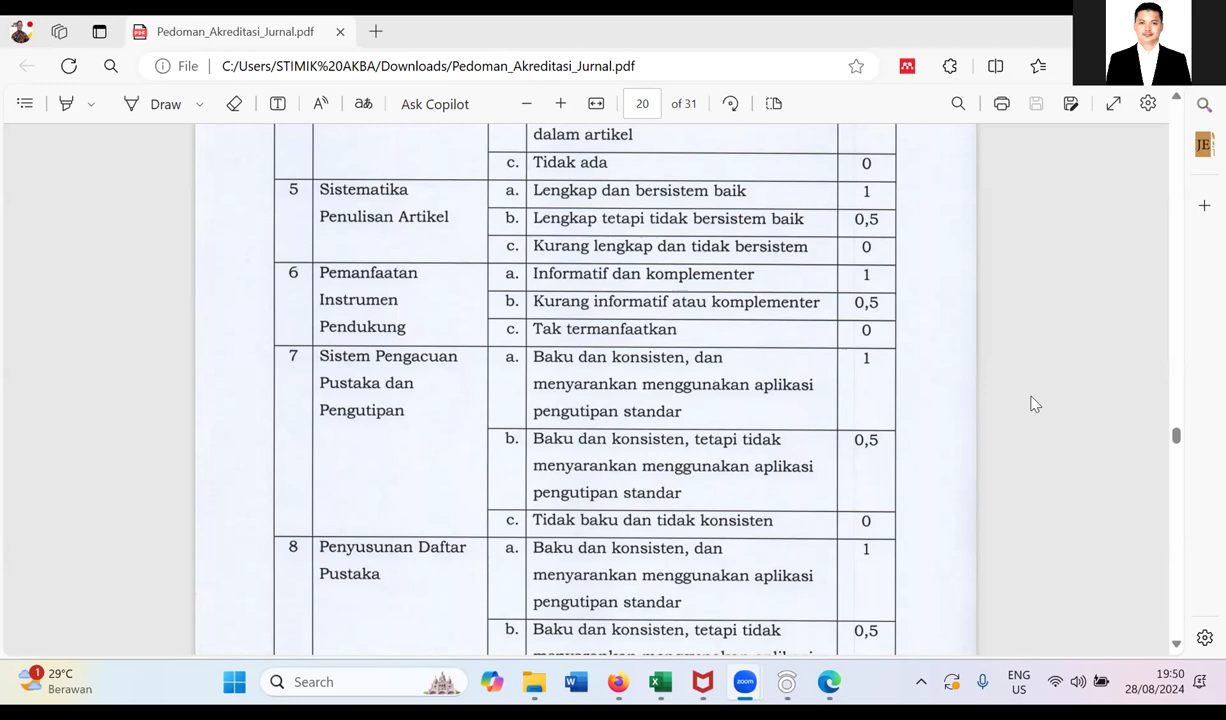 Pedoman_Akreditasi_Jurnal.pdf
File C:/Users/STIMIK%20AKBA/Downloads/Pedoman_Akreditasi_Jurnal.pdf
Draw Ask Copilot 20 of 31
dalam artikel
c. Tidak ada 0
5 Sistematika a. Lengkap dan bersistem baik 1
Penulisan Artikel b. Lengkap tetapi tidak bersistem baik 0,5
c. Kurang lengkap dan tidak bersistem 0
6 Pemanfaatan a. Informatif dan komplementer 1
Instrumen b. Kurang informatif atau komplementer 0,5
Pendukung c. Tak termanfaatkan 0
7 Sistem Pengacuan a. Baku dan konsisten, dan 1
Pustaka dan menyarankan menggunakan aplikasi
Pengutipan pengutipan standar
b. Baku dan konsisten, tetapi tidak 0,5
menyarankan menggunakan aplikasi
pengutipan standar
c. Tidak baku dan tidak konsisten 0
8 Penyusunan Daftar a. Baku dan konsisten, dan 1
Pustaka menyarankan menggunakan aplikasi
pengutipan standar
b. Baku dan konsisten, tetapi tidak 0,5
1 29°C Search ENG 19:50
Berawan US 28/08/2024
zoom
JE